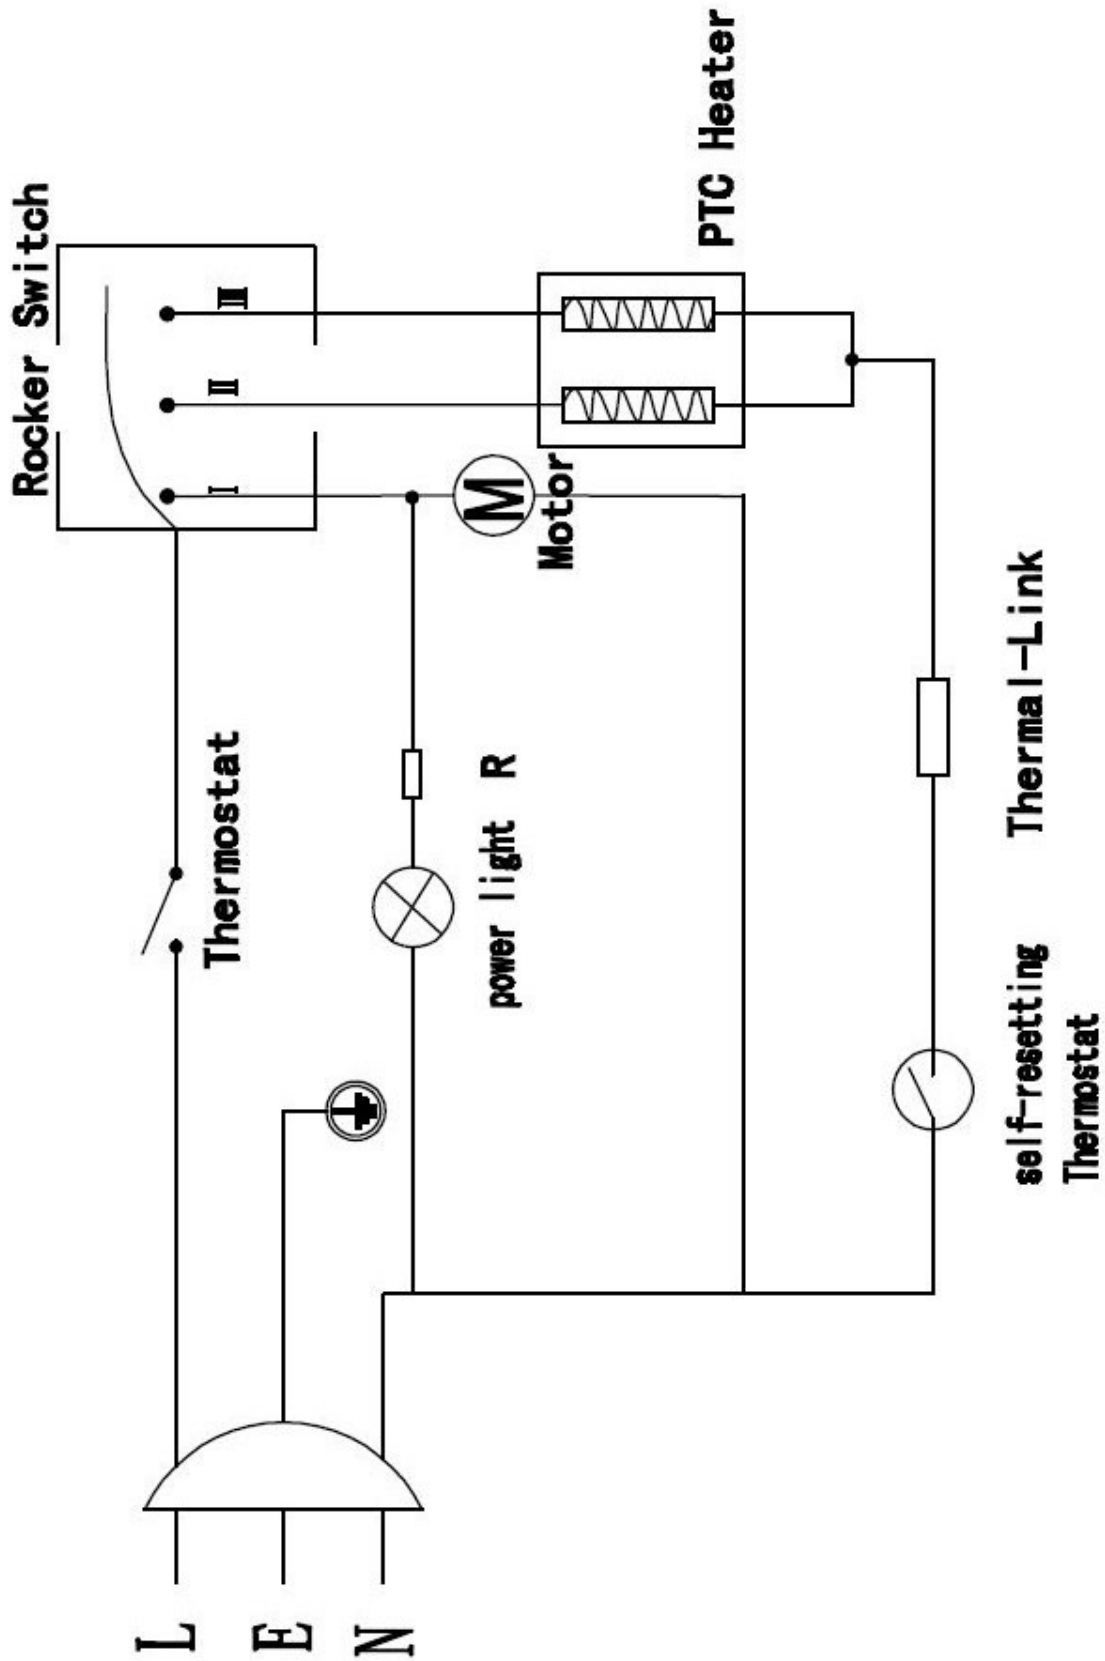 Rocker Switch
I
II
III
PTC Heater
Thermostat
M
Motor
power light R
L
E
N
self-resetting
Thermostat
Thermal-Link